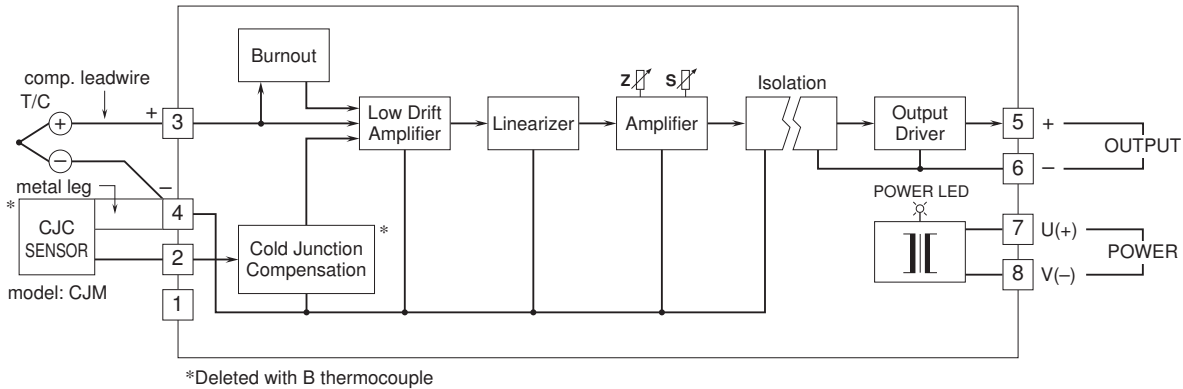 Burnout
comp. leadwire
T/C
+
+
3
−
−
metal leg
*
CJC
SENSOR
model: CJM
4
2
1
Low Drift
Amplifier
Linearizer
Z
S
Amplifier
Isolation
Output
Driver
5
+
6
−
OUTPUT
*
Cold Junction
Compensation
POWER LED
7
U(+)
8
V(−)
POWER
*Deleted with B thermocouple